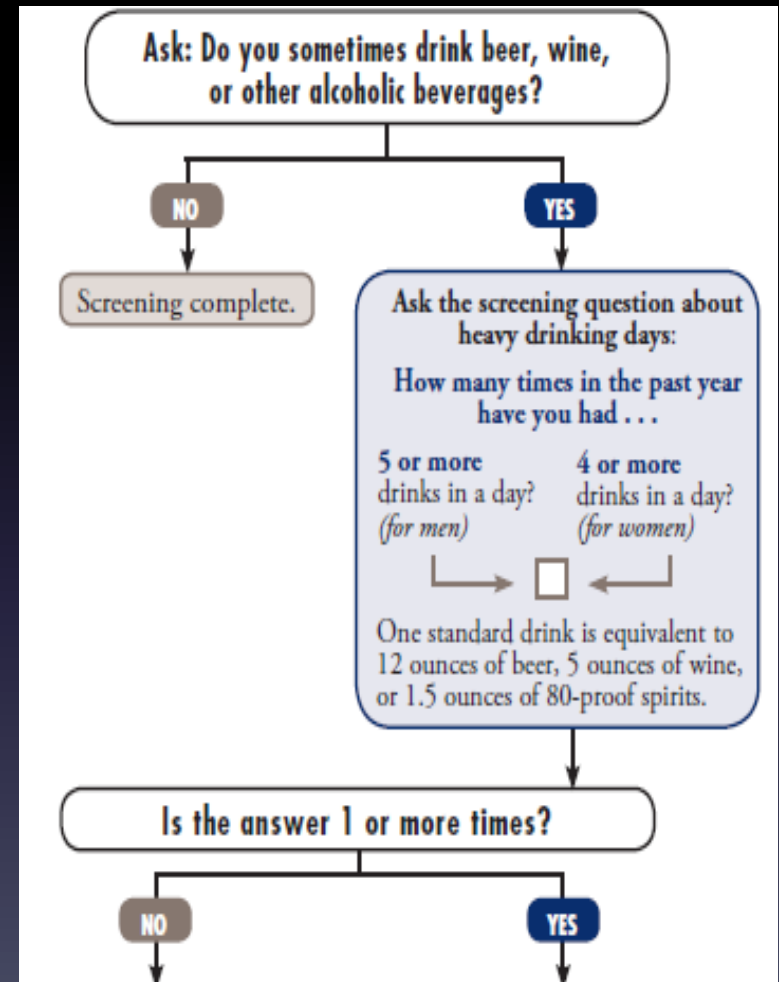 Ask: Do you sometimes drink beer, wine,
or other alcoholic beverages?
NO
YES
Screening complete.
Ask the screening question about
heavy drinking days:
How many times in the past year
have you had . . .
5 or more
drinks in a day?
(for men)
4 or more
drinks in a day?
(for women)
One standard drink is equivalent to
12 ounces of beer, 5 ounces of wine,
or 1.5 ounces of 80-proof spirits.
Is the answer 1 or more times?
NO
YES